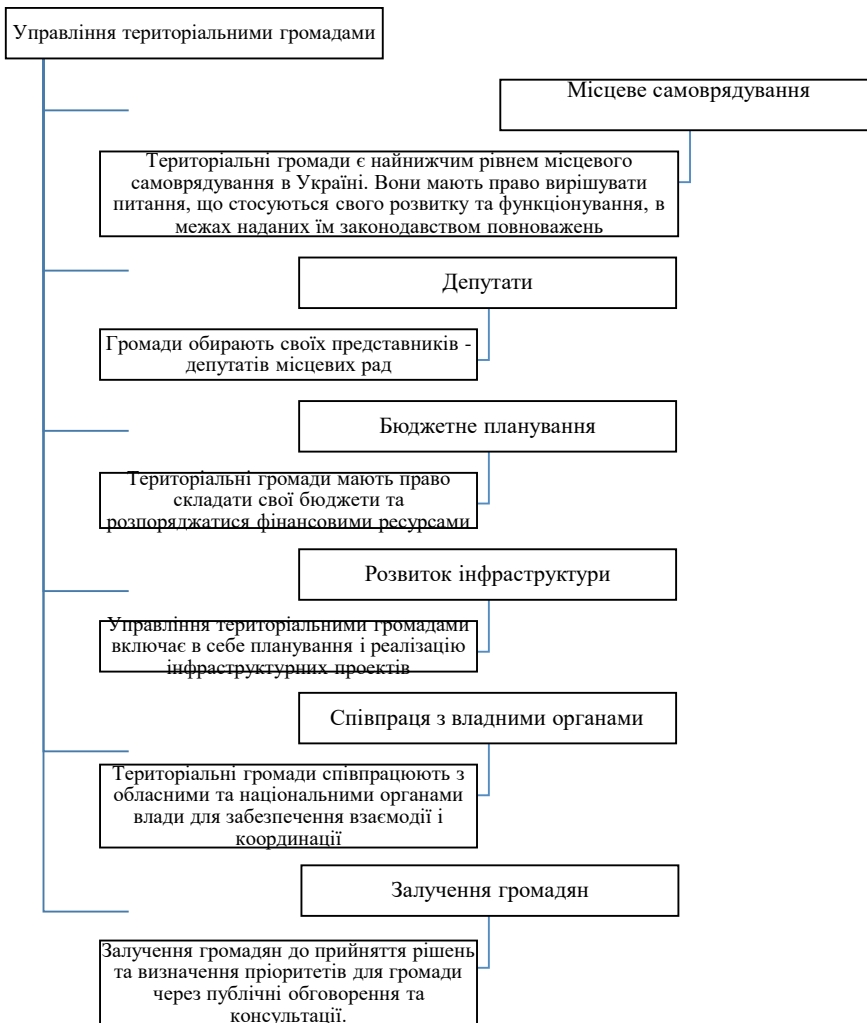 Управління територіальними громадами
Місцеве самоврядування
Територіальні громади є найнижчим рівнем місцевого
самоврядування в Україні. Вони мають право вирішувати
питання, що стосуються свого розвитку та функціонування, в
межах наданих їм законодавством повноважень
Депутати
Громади обирають своїх представників -
депутатів місцевих рад
Бюджетне планування
Територіальні громади мають право
складати свої бюджети та
розпоряджатися фінансовими ресурсами
Розвиток інфраструктури
Управління територіальними громадами
включає в себе планування і реалізацію
інфраструктурних проектів
Співпраця з владними органами
Територіальні громади співпрацюють з
обласними та національними органами
влади для забезпечення взаємодії і
координації
Залучення громадян
Залучення громадян до прийняття рішень
та визначення пріоритетів для громади
через публічні обговорення та
консультації.